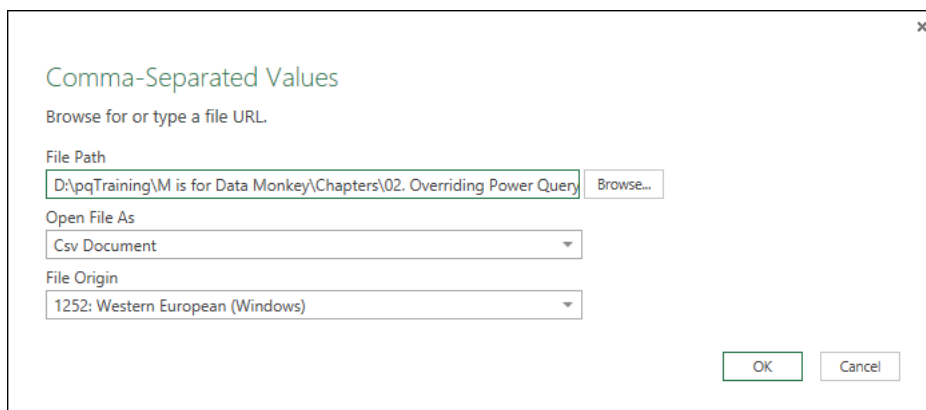 Comma-Separated Values
Browse for or type a file URL.
File Path
D:\pqTraining\M is for Data Monkey\Chapters\02. Overriding Power Query Browse...
Open File As
Csv Document
File Origin
1252: Western European (Windows)
OK Cancel